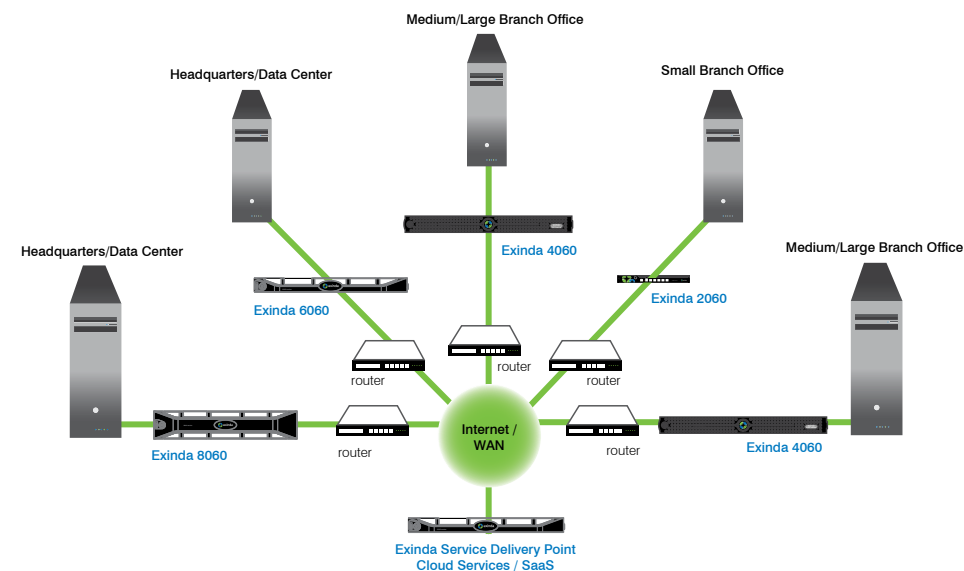 Medium/Large Branch Office
Headquarters/Data Center
Small Branch Office
Exinda 4060
Headquarters/Data Center
Medium/Large Branch Office
Exinda 6060
Exinda 2060
router
router
router
Internet /
WAN
Exinda 8060
router
router
Exinda 4060
exinda
Exinda Service Delivery Point
Cloud Services / SaaS